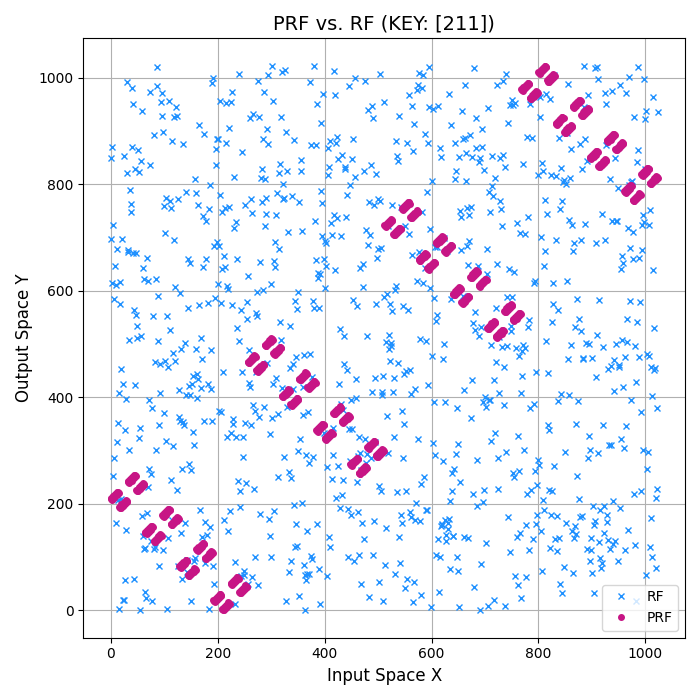 PRF vs. RF (KEY: [211])
Output Space Y
1000
800
600
400
200
0
0 200 400 600 800 1000
Input Space X
RF
PRF